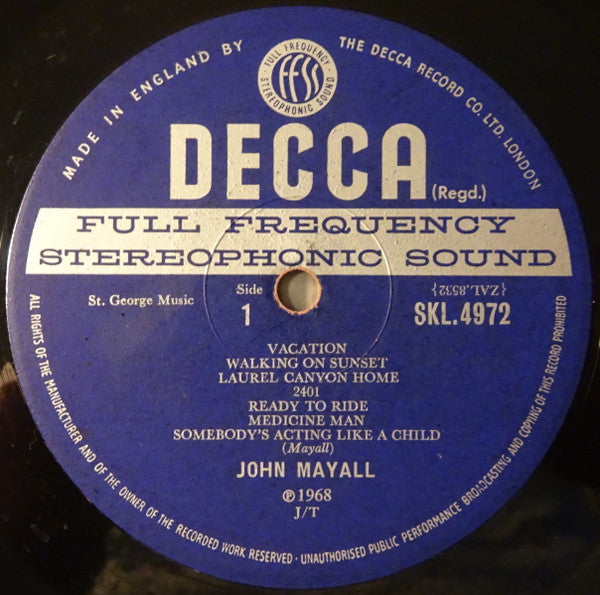 MADE IN ENGLAND BY
THE DECCA RECORD CO. LTD. LONDON
FULL FREQUENCY
STEREOPHONIC SOUND
FFSS
DECCA (Regd.)
FULL FREQUENCY
STEREOPHONIC SOUND
St. George Music
Side
1
{ZAL.8532}
SKL.4972
VACATION
WALKING ON SUNSET
LAUREL CANYON HOME
2401
READY TO RIDE
MEDICINE MAN
SOMEBODY'S ACTING LIKE A CHILD
(Mayall)
JOHN MAYALL
℗1968
J/T
ALL RIGHTS OF THE MANUFACTURER AND OF THE OWNER OF THE RECORDED WORK RESERVED · UNAUTHORISED PUBLIC PERFORMANCE BROADCASTING AND COPYING OF THIS RECORD PROHIBITED